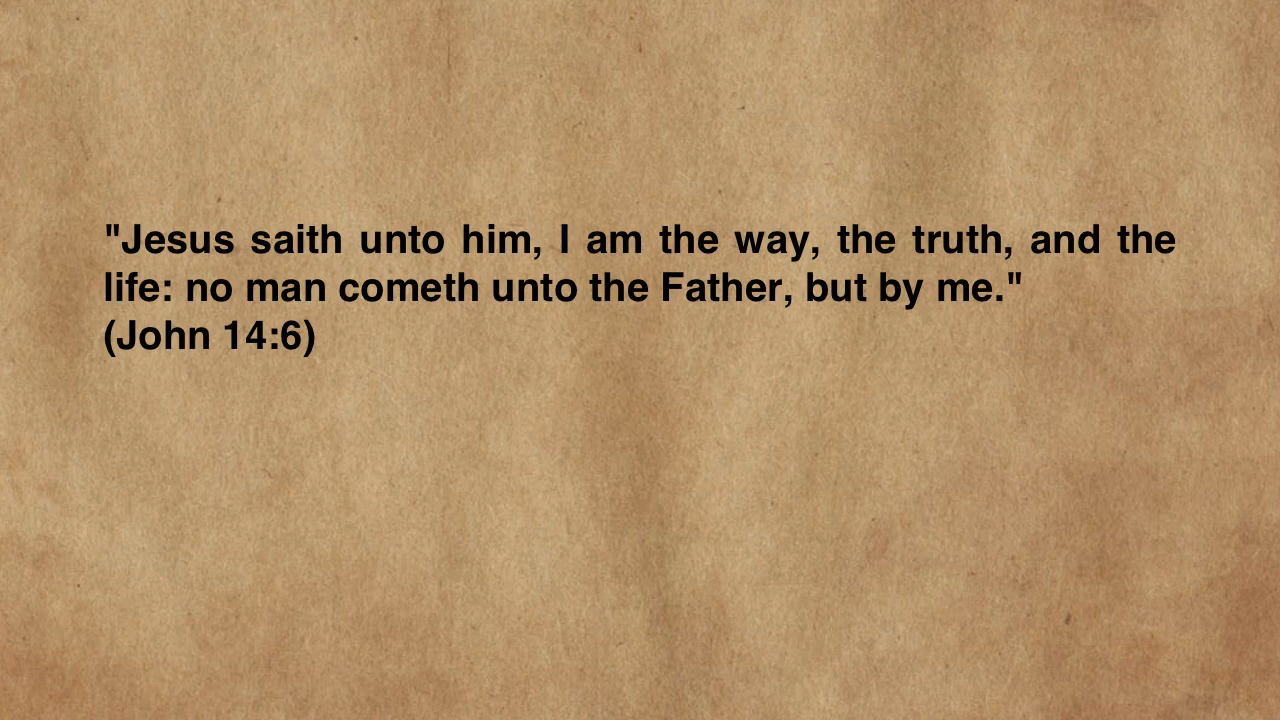 "Jesus saith unto him, I am the way, the truth, and the
life: no man cometh unto the Father, but by me."
(John 14:6)